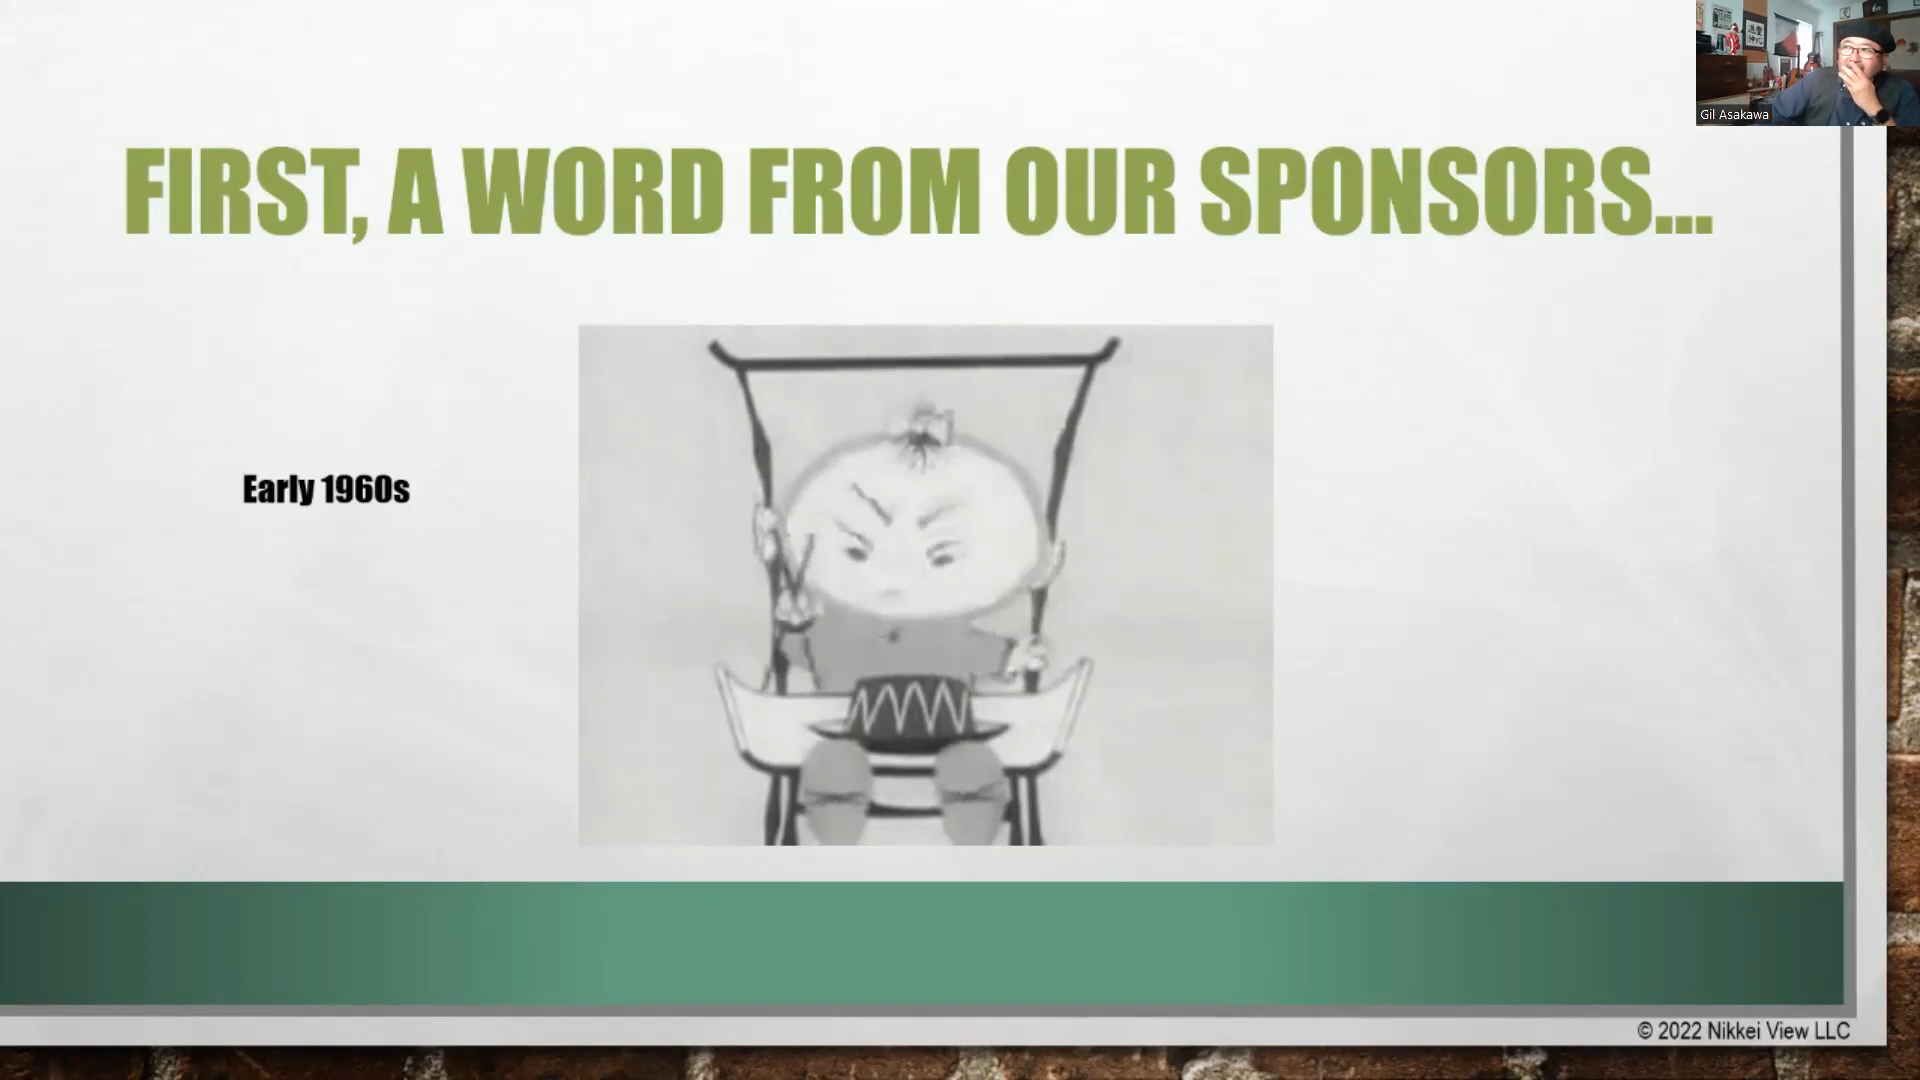 Gil Asakawa
FIRST, A WORD FROM OUR SPONSORS...
Early 1960s
© 2022 Nikkei View LLC